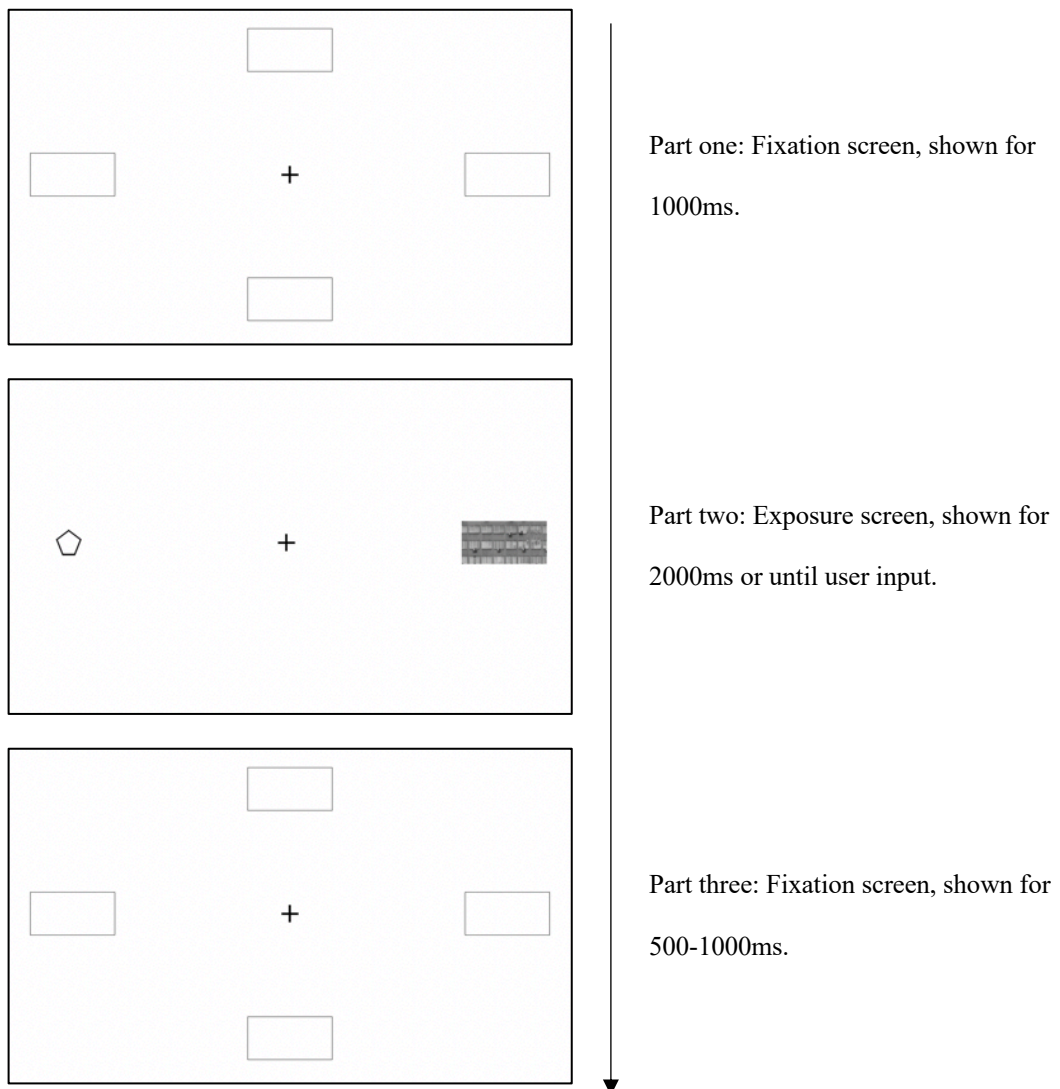 Part one: Fixation screen, shown for
1000ms.
Part two: Exposure screen, shown for
2000ms or until user input.
Part three: Fixation screen, shown for
500-1000ms.